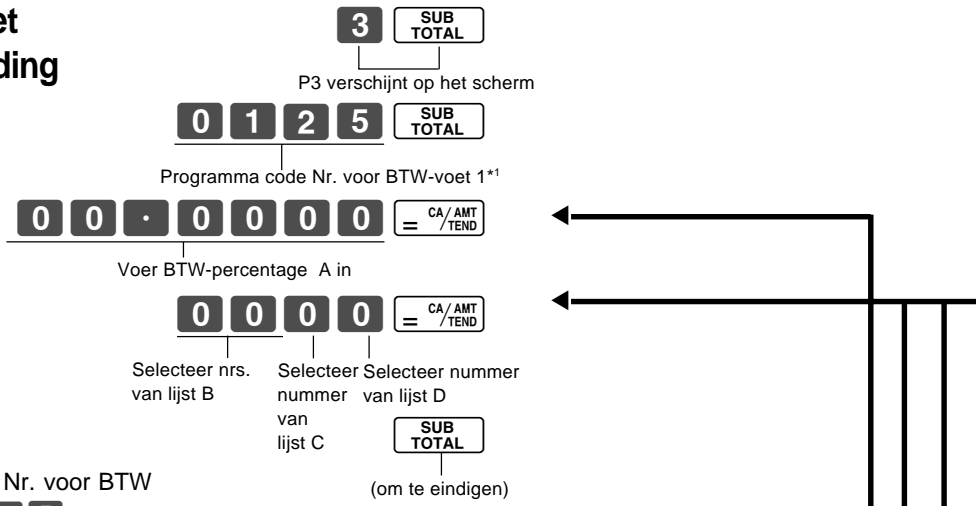 et
ding
3 SUB TOTAL
P3 verschijnt op het scherm
0 1 2 5 SUB TOTAL
Programma code Nr. voor BTW-voet 1*1
0 0 · 0 0 0 0 = CA/AMT/TEND
Voer BTW-percentage A in
0 0 0 0 = CA/AMT/TEND
Selecteer nrs.
van lijst B
Selecteer
nummer
van
lijst C
Selecteer nummer
van lijst D
SUB TOTAL
(om te eindigen)
Nr. voor BTW